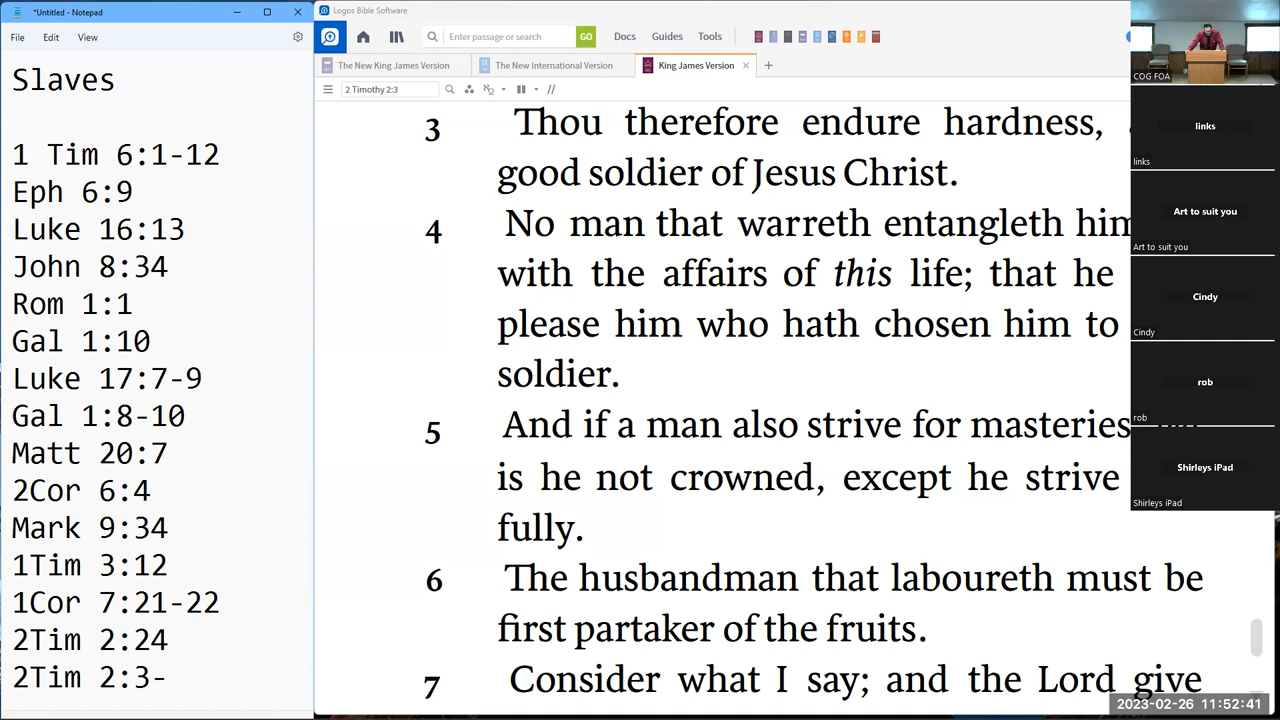 *Untitled - Notepad
File Edit View
Slaves
1 Tim 6:1-12
Eph 6:9
Luke 16:13
John 8:34
Rom 1:1
Gal 1:10
Luke 17:7-9
Gal 1:8-10
Matt 20:7
2Cor 6:4
Mark 9:34
1Tim 3:12
1Cor 7:21-22
2Tim 2:24
2Tim 2:3-
Logos Bible Software
Enter passage or search GO Docs Guides Tools
The New King James Version The New International Version King James Version
2 Timothy 2:3
3 Thou therefore endure hardness,
good soldier of Jesus Christ.
4 No man that warreth entangleth him
with the affairs of this life; that he
please him who hath chosen him to
soldier.
5 And if a man also strive for masteries
is he not crowned, except he strive
fully.
6 The husbandman that laboureth must be
first partaker of the fruits.
7 Consider what I say; and the Lord give
COG FOA
links
links
Art to suit you
Art to suit you
Cindy
Cindy
rob
rob
Shirleys iPad
Shirleys iPad
2023-02-26 11:52:41